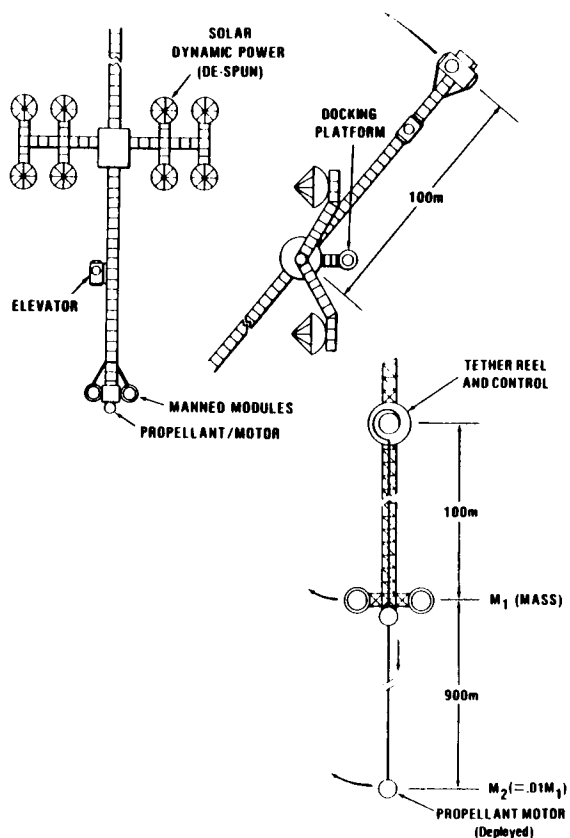 SOLAR
DYNAMIC POWER
(DE-SPUN)
DOCKING
PLATFORM
100m
ELEVATOR
MANNED MODULES
PROPELLANT/MOTOR
TETHER REEL
AND CONTROL
100m
M₁ (MASS)
900m
M₂ (= .01M₁)
PROPELLANT MOTOR
(Deployed)